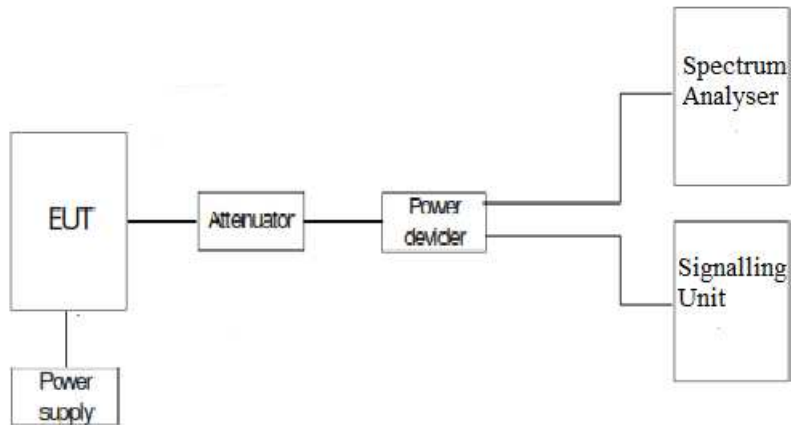 Spectrum
Analyser
EUT
Attenuator
Power
devider
Signalling
Unit
Power
supply